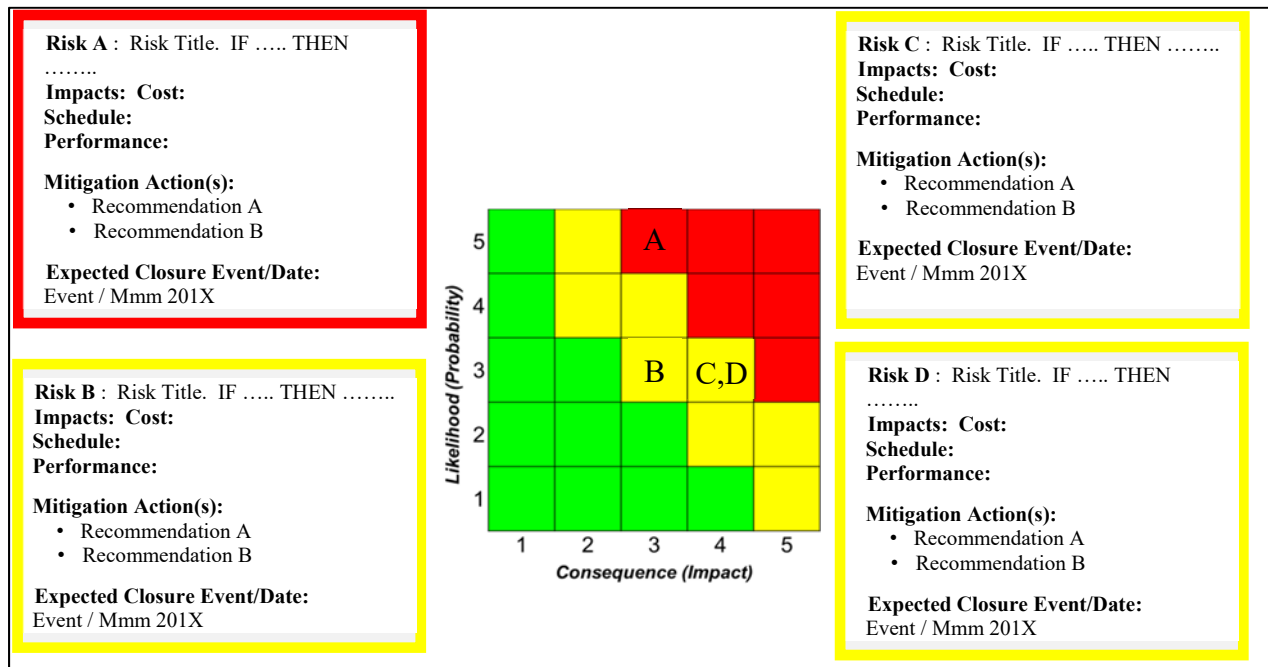 Risk A : Risk Title. IF ….. THEN
……..
Impacts: Cost:
Schedule:
Performance:
Mitigation Action(s):
• Recommendation A
• Recommendation B
Expected Closure Event/Date:
Event / Mmm 201X
Risk B : Risk Title. IF ….. THEN ……..
Impacts: Cost:
Schedule:
Performance:
Mitigation Action(s):
• Recommendation A
• Recommendation B
Expected Closure Event/Date:
Event / Mmm 201X
Likelihood (Probability)
5
A
4
3
B
C,D
2
1
1 2 3 4 5
Consequence (Impact)
Risk C : Risk Title. IF ….. THEN ……..
Impacts: Cost:
Schedule:
Performance:
Mitigation Action(s):
• Recommendation A
• Recommendation B
Expected Closure Event/Date:
Event / Mmm 201X
Risk D : Risk Title. IF ….. THEN
……..
Impacts: Cost:
Schedule:
Performance:
Mitigation Action(s):
• Recommendation A
• Recommendation B
Expected Closure Event/Date:
Event / Mmm 201X